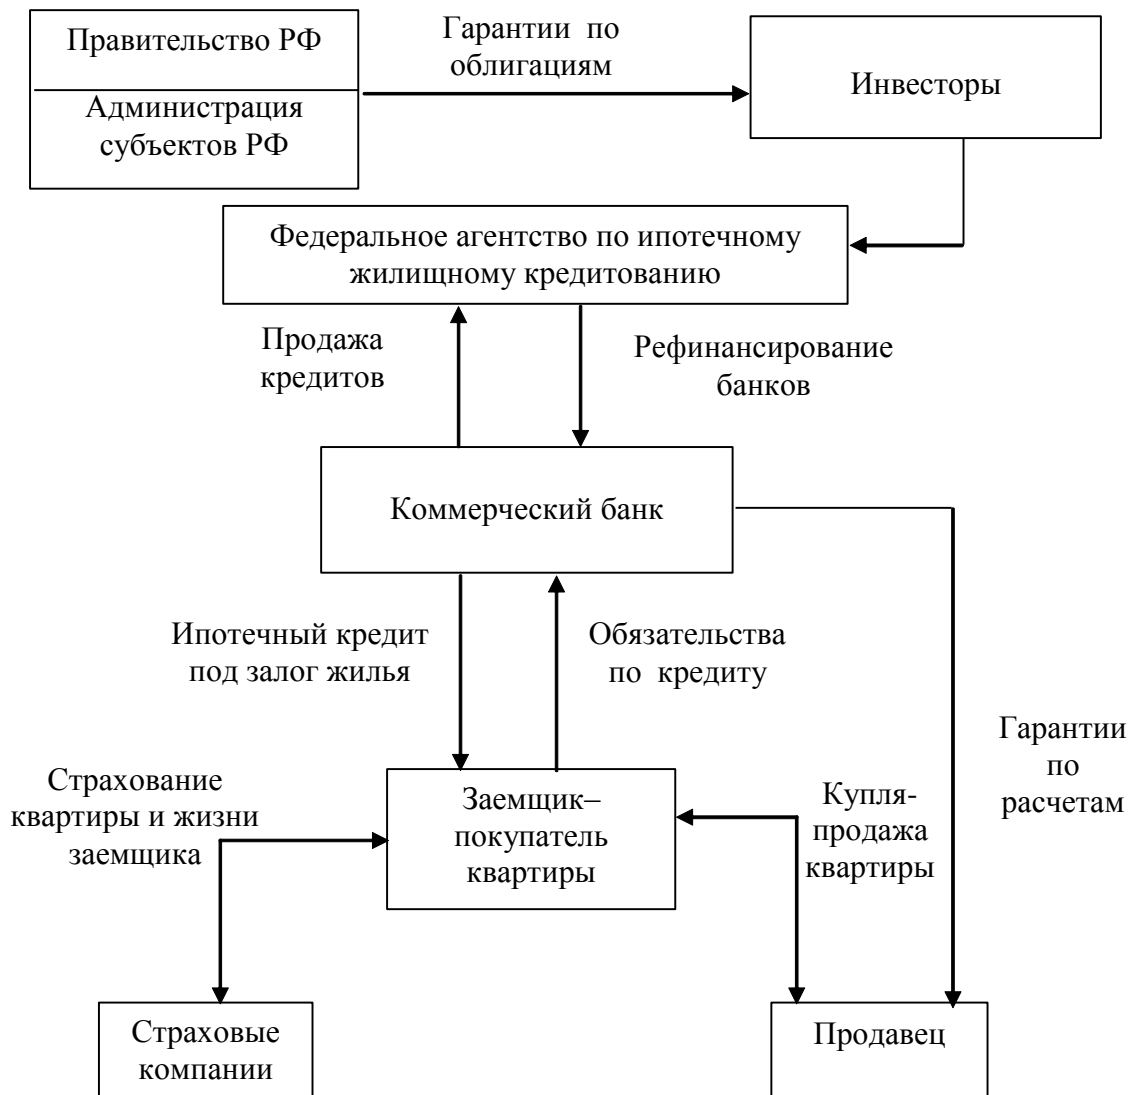 Правительство РФ
Администрация
субъектов РФ
Гарантии по
облигациям
Инвесторы
Федеральное агентство по ипотечному
жилищному кредитованию
Продажа
кредитов
Рефинансирование
банков
Коммерческий банк
Ипотечный кредит
под залог жилья
Обязательства
по кредиту
Гарантии
по
расчетам
Страхование
квартиры и жизни
заемщика
Заемщик–
покупатель
квартиры
Купля-
продажа
квартиры
Страховые
компании
Продавец